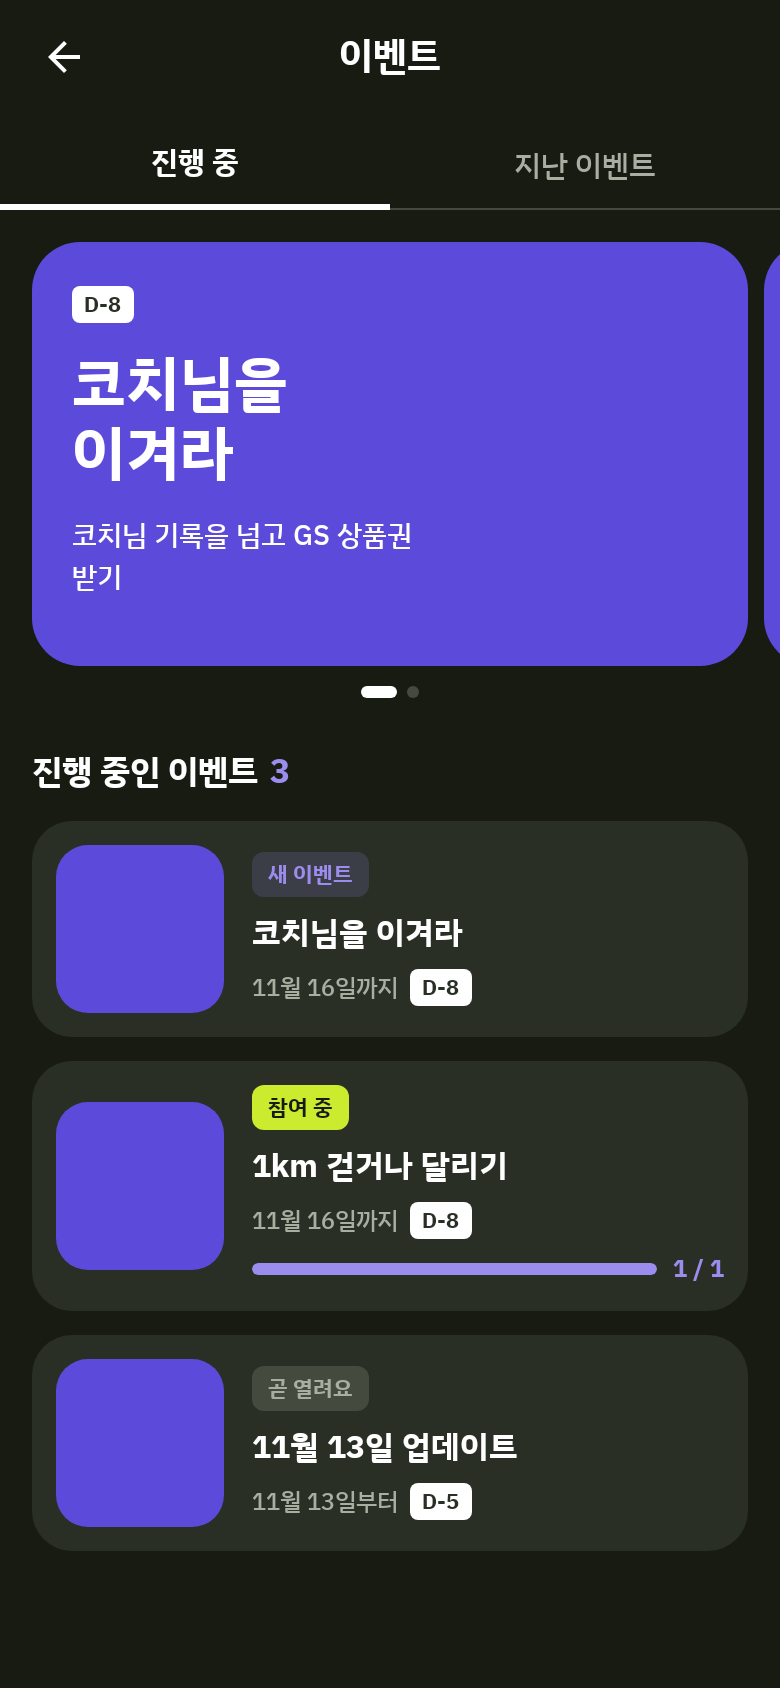 이벤트
진행 중
지난 이벤트
D-8
코치님을
이겨라
코치님 기록을 넘고 GS 상품권
받기
진행 중인 이벤트 3
새 이벤트
코치님을 이겨라
11월 16일까지 D-8
참여 중
1km 걷거나 달리기
11월 16일까지 D-8
1 / 1
곧 열려요
11월 13일 업데이트
11월 13일부터 D-5